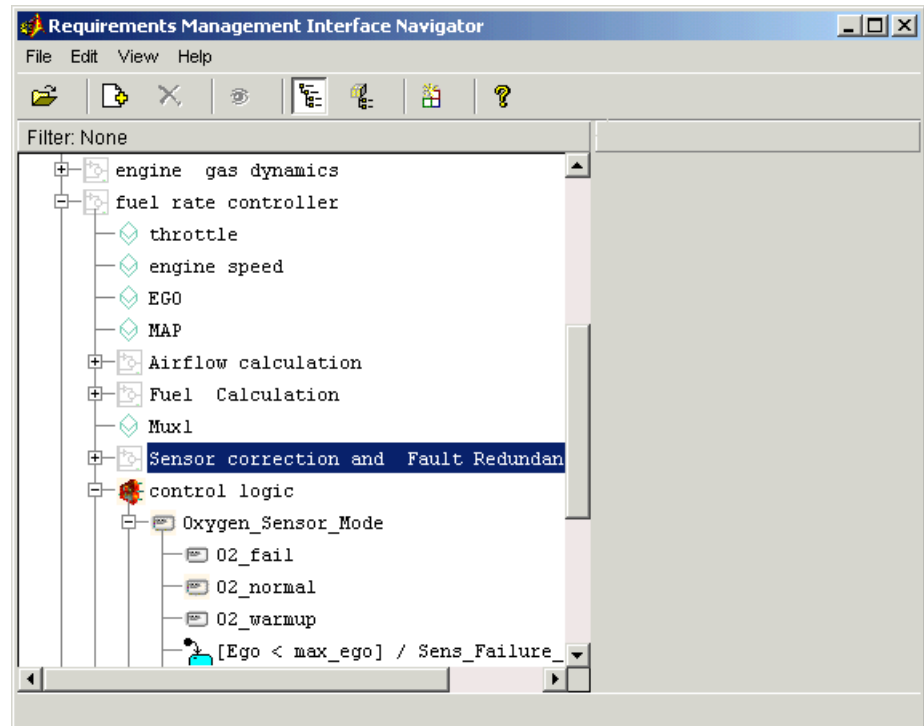 Requirements Management Interface Navigator
File Edit View Help
Filter: None
engine gas dynamics
fuel rate controller
throttle
engine speed
EGO
MAP
Airflow calculation
Fuel Calculation
Mux1
Sensor correction and Fault Redundan
control logic
Oxygen_Sensor_Mode
O2_fail
O2_normal
O2_warmup
[Ego < max_ego] / Sens_Failure_